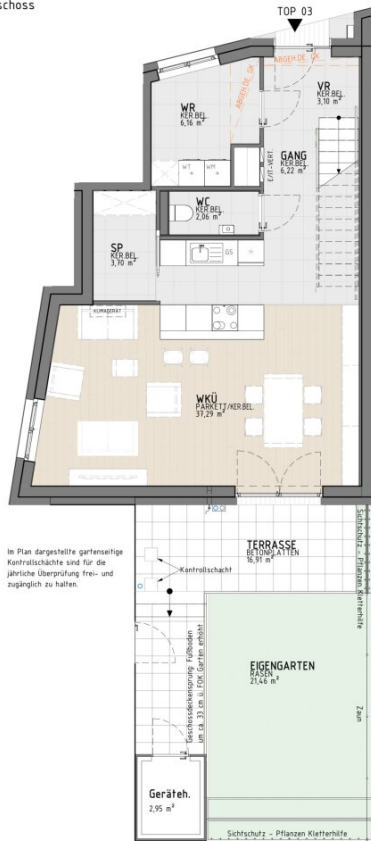 schoss
TOP 03
ABGEH.DE. OK
ABGEH.DE. OK
VR
KER.BEL.
3,10 m²
WR
KER.BEL.
6,16 m²
GANG
KER.BEL.
6,22 m²
E/IT-VERT.
WT
WM
WC
KER.BEL.
2,06 m²
SP
KER.BEL.
3,70 m²
GS
KLIMAGERÄT
WKÜ
PARKETT/KER.BEL.
37,29 m²
Im Plan dargestellte gartenseitige
Kontrollschächte sind für die
jährliche Überprüfung frei- und
zugänglich zu halten.
TERRASSE
BETONPLATTEN
16,91 m²
Kontrollschacht
Sichtschutz - Pflanzen Kletterhilfe
Geschossdeckensprung: Fußboden
um ca. 33 cm ü. FOK Garten erhöht
EIGENGARTEN
RASEN
21,46 m²
Zaun
Geräteh.
2,95 m²
Sichtschutz - Pflanzen Kletterhilfe